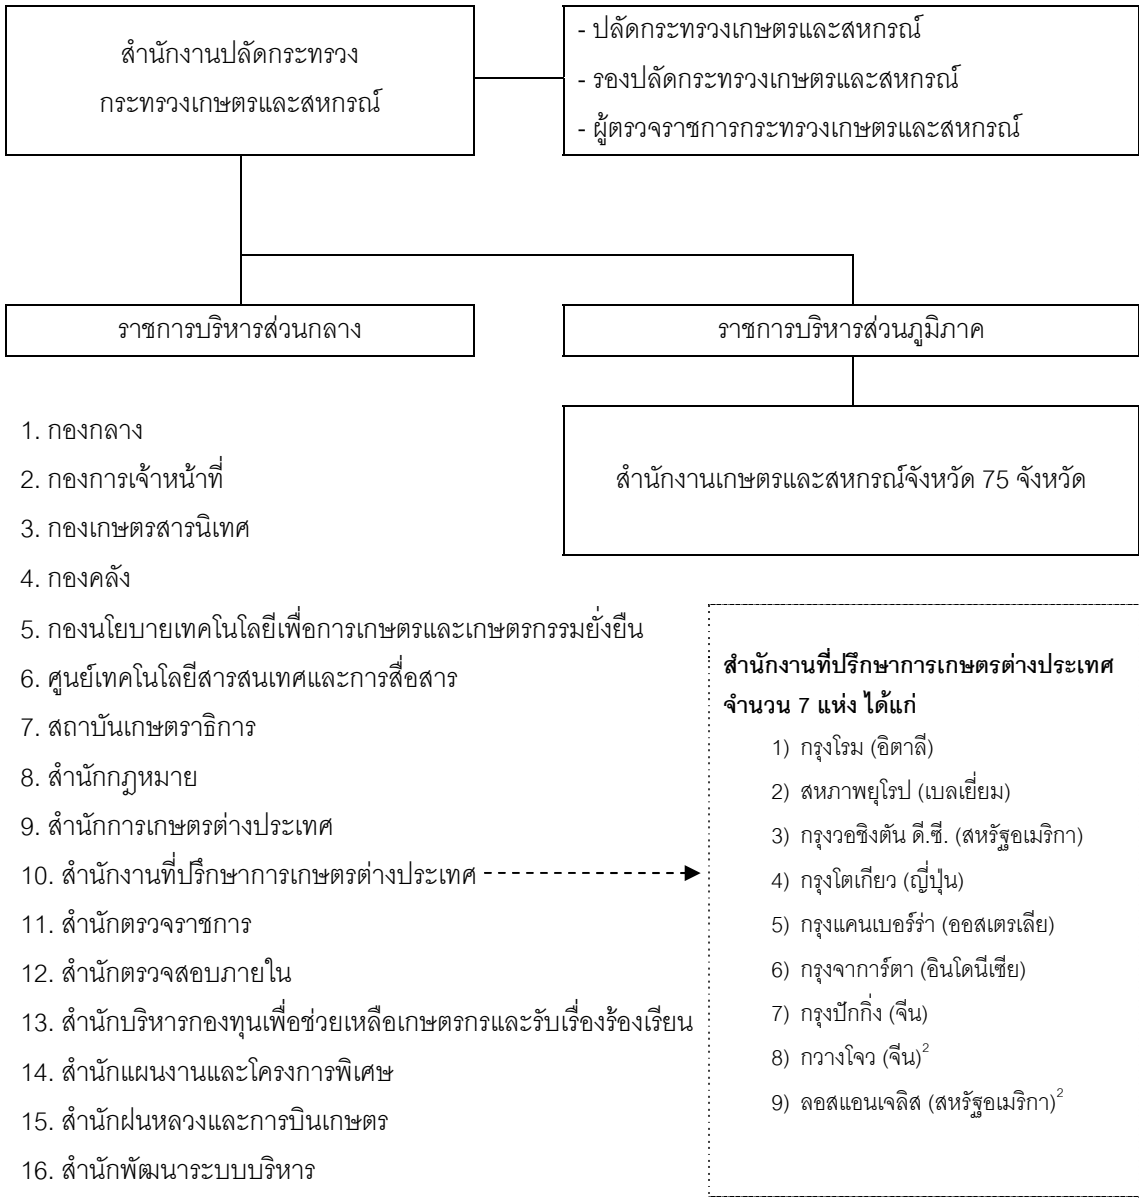 สำนักงานปลัดกระทรวง
กระทรวงเกษตรและสหกรณ์
- ปลัดกระทรวงเกษตรและสหกรณ์
- รองปลัดกระทรวงเกษตรและสหกรณ์
- ผู้ตรวจราชการกระทรวงเกษตรและสหกรณ์
ราชการบริหารส่วนกลาง
ราชการบริหารส่วนภูมิภาค
สำนักงานเกษตรและสหกรณ์จังหวัด 75 จังหวัด
1. กองกลาง
2. กองการเจ้าหน้าที่
3. กองเกษตรสารนิเทศ
4. กองคลัง
5. กองนโยบายเทคโนโลยีเพื่อการเกษตรและเกษตรกรรมยั่งยืน
6. ศูนย์เทคโนโลยีสารสนเทศและการสื่อสาร
7. สถาบันเกษตราธิการ
8. สำนักกฎหมาย
9. สำนักการเกษตรต่างประเทศ
10. สำนักงานที่ปรึกษาการเกษตรต่างประเทศ
11. สำนักตรวจราชการ
12. สำนักตรวจสอบภายใน
13. สำนักบริหารกองทุนเพื่อช่วยเหลือเกษตรกรและรับเรื่องร้องเรียน
14. สำนักแผนงานและโครงการพิเศษ
15. สำนักฝนหลวงและการบินเกษตร
16. สำนักพัฒนาระบบบริหาร
สำนักงานที่ปรึกษาการเกษตรต่างประเทศ
จำนวน 7 แห่ง ได้แก่
1) กรุงโรม (อิตาลี)
2) สหภาพยุโรป (เบลเยี่ยม)
3) กรุงวอชิงตัน ดี.ซี. (สหรัฐอเมริกา)
4) กรุงโตเกียว (ญี่ปุ่น)
5) กรุงแคนเบอร์ร่า (ออสเตรเลีย)
6) กรุงจาการ์ตา (อินโดนีเซีย)
7) กรุงปักกิ่ง (จีน)
8) กวางโจว (จีน)²
9) ลอสแอนเจลิส (สหรัฐอเมริกา)²